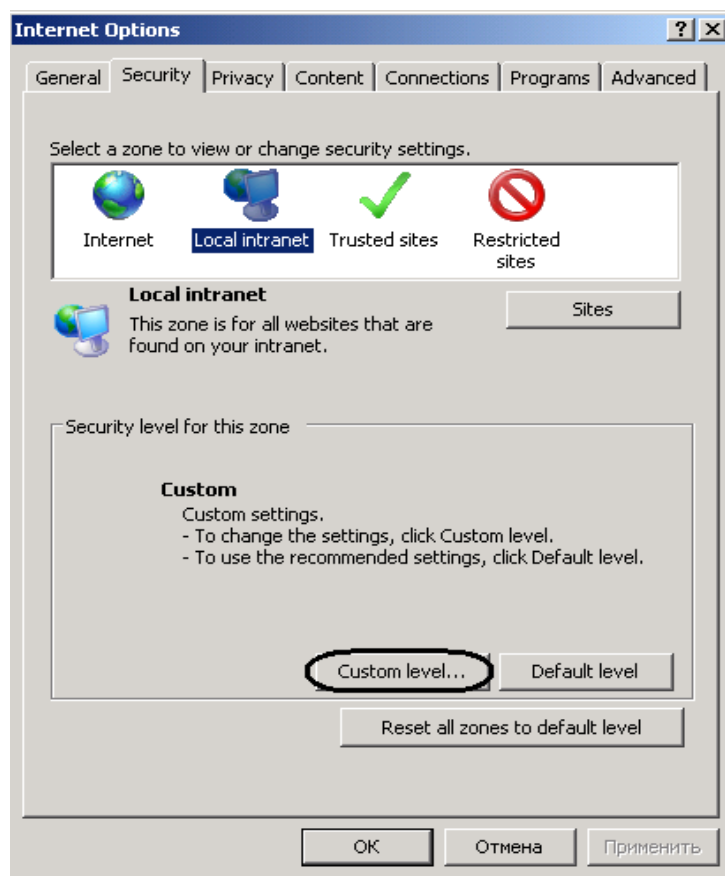 Internet Options
General Security Privacy Content Connections Programs Advanced
Select a zone to view or change security settings.
Internet Local intranet Trusted sites Restricted
sites
Local intranet
Sites
This zone is for all websites that are
found on your intranet.
Security level for this zone
Custom
Custom settings.
- To change the settings, click Custom level.
- To use the recommended settings, click Default level.
Custom level... Default level
Reset all zones to default level
ОК Отмена Применить